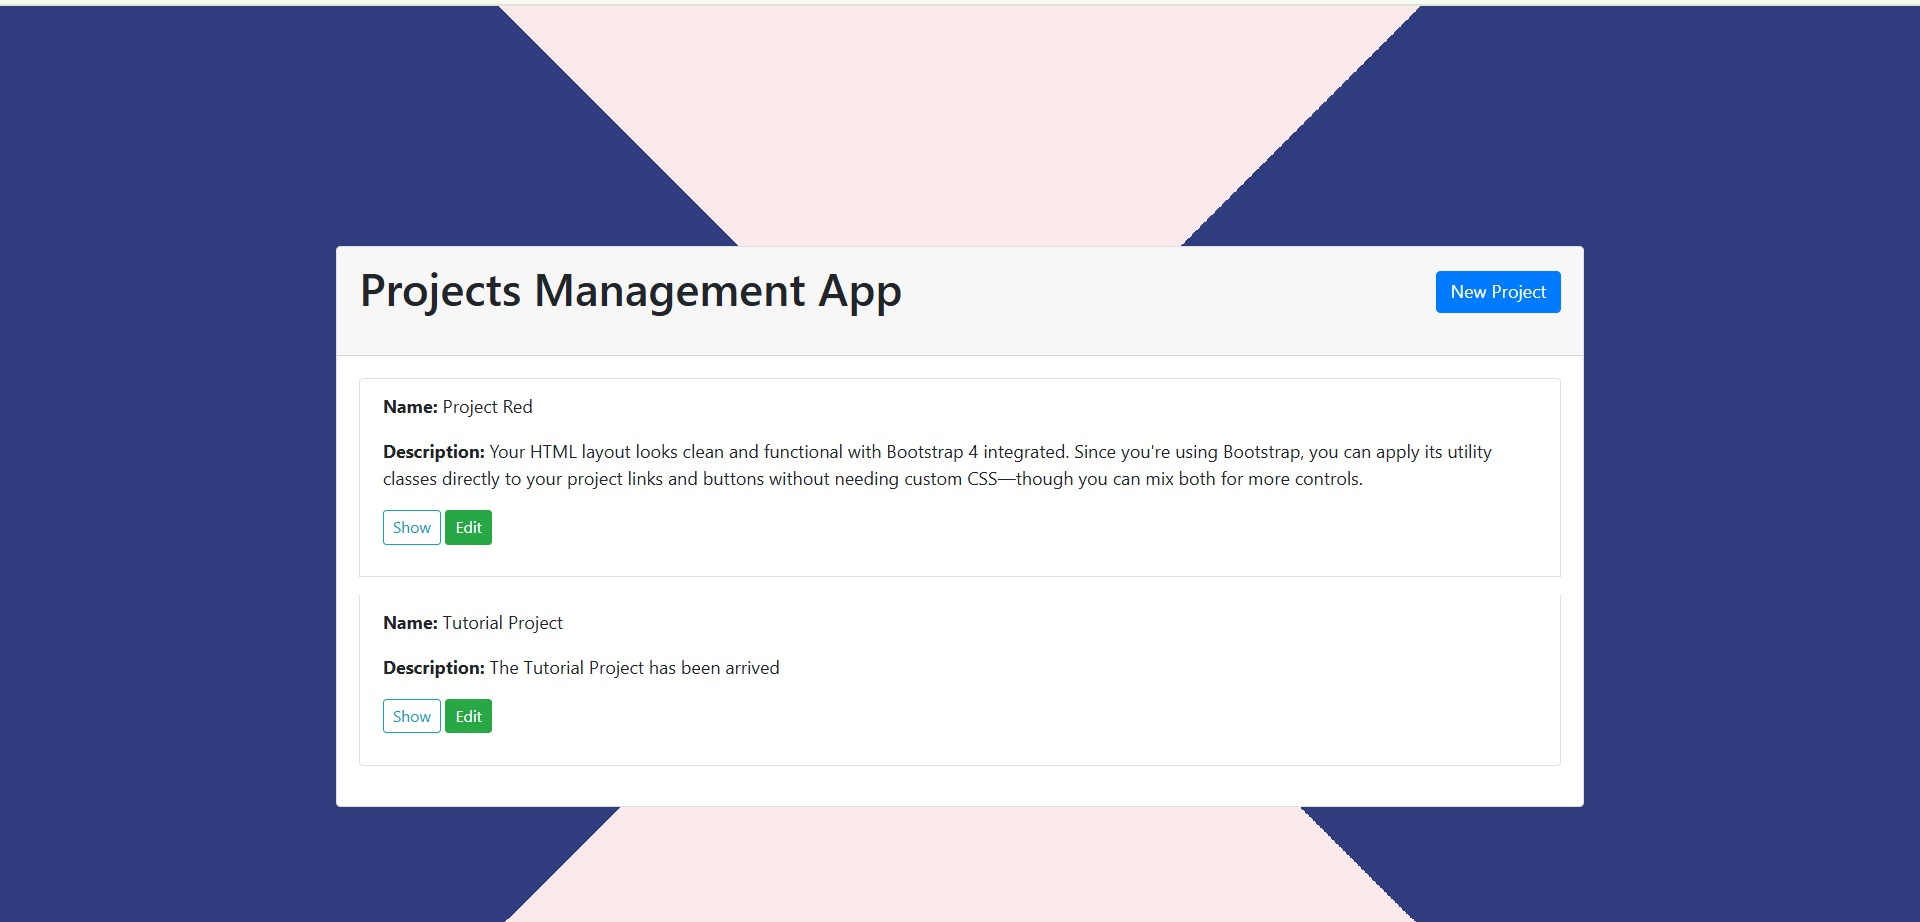 Projects Management App
New Project
Name: Project Red
Description: Your HTML layout looks clean and functional with Bootstrap 4 integrated. Since you're using Bootstrap, you can apply its utility
classes directly to your project links and buttons without needing custom CSS—though you can mix both for more controls.
Show Edit
Name: Tutorial Project
Description: The Tutorial Project has been arrived
Show Edit